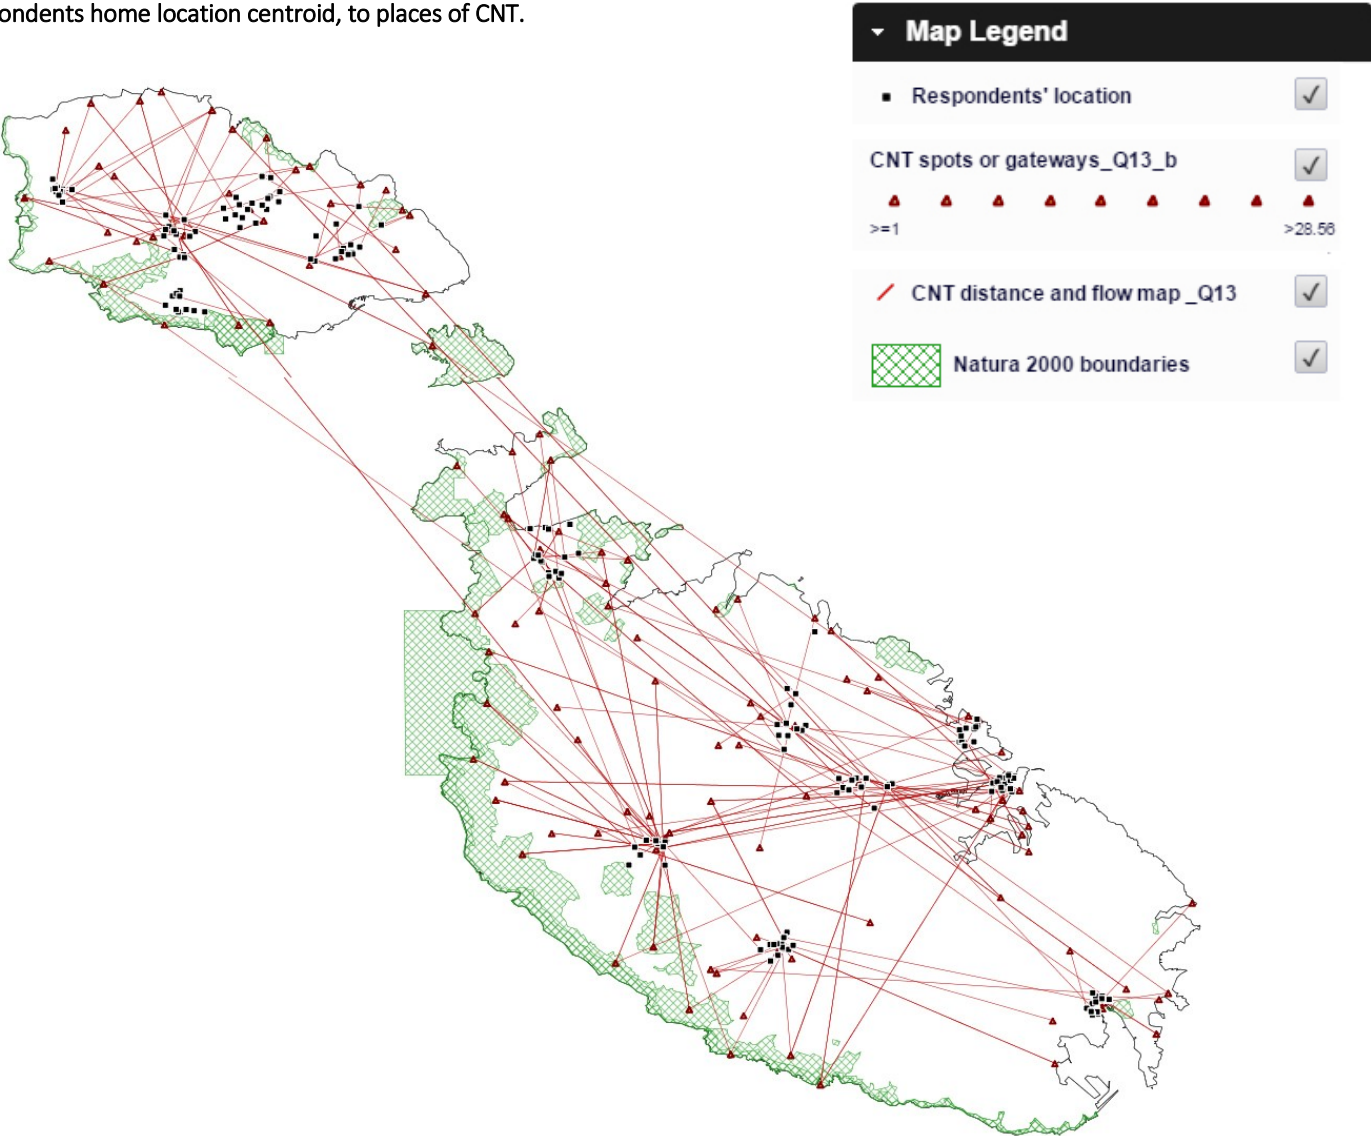 ondents home location centroid, to places of CNT.
Map Legend
Respondents' location
CNT spots or gateways_Q13_b
>=1 >28.56
CNT distance and flow map _Q13
Natura 2000 boundaries